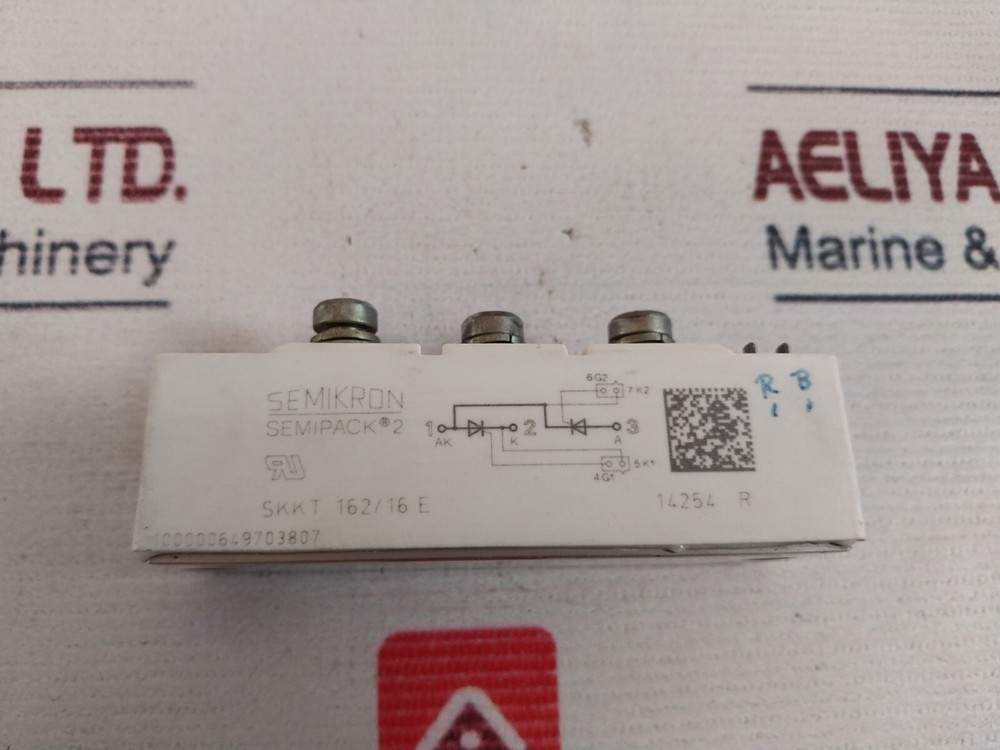 LTD.
AELIYA
hinery
Marine &
SEMIKRON
SEMIPACK®2
6G2
7K2
1
AK
K
2
A
3
5K1
4G1
R B
SKKT 162/16 E
14254 R
100000649703807